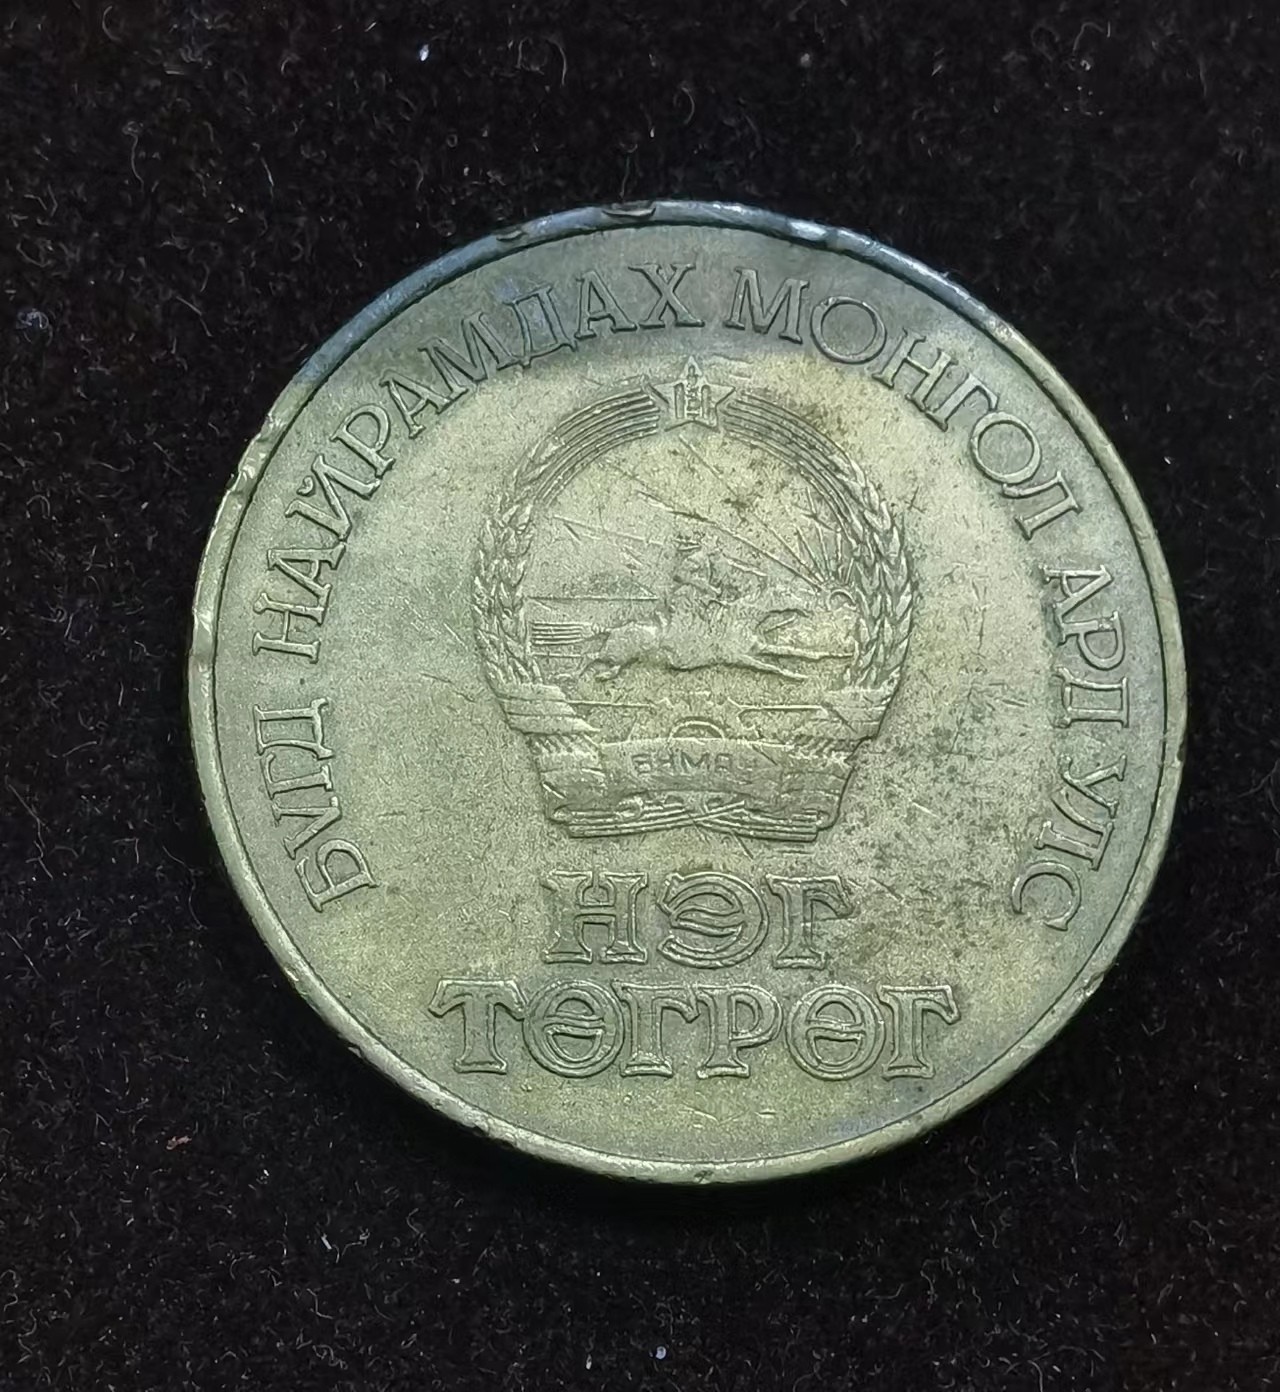 БҮГД НАЙРАМДАХ МОНГОЛ АРД УЛС
БНМАУ
НЭГ
ТӨГРӨГ